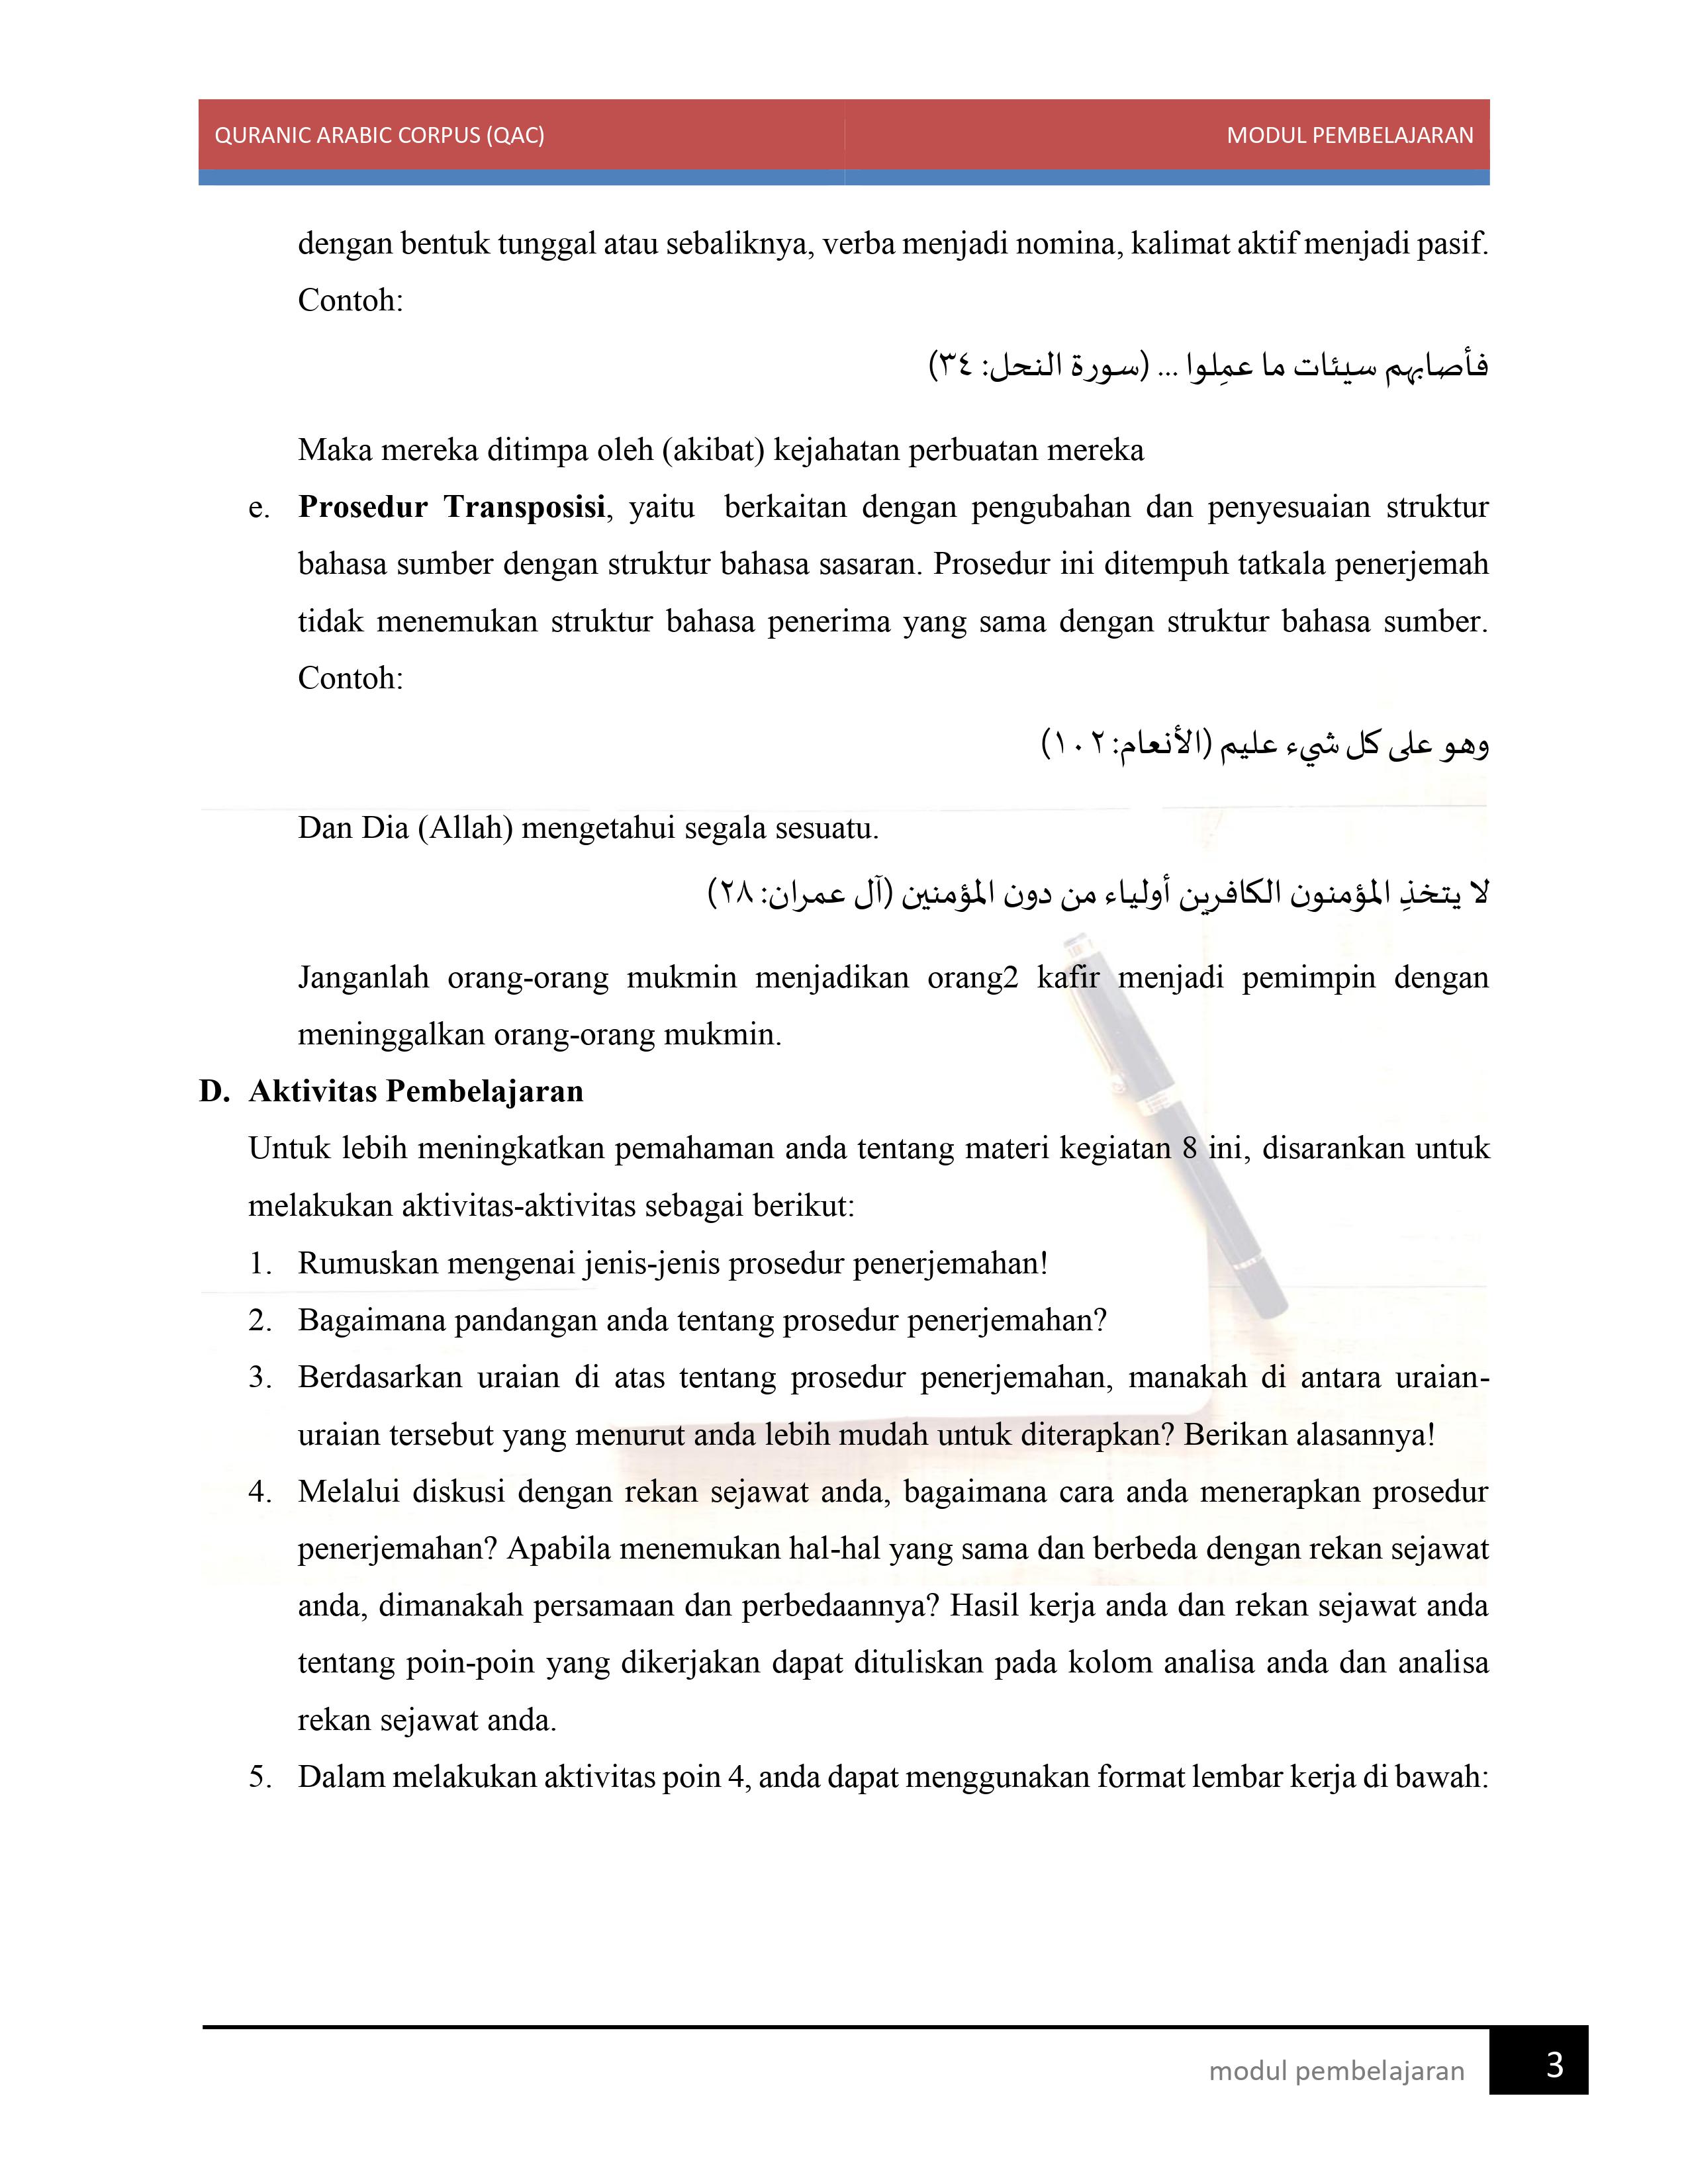 QURANIC ARABIC CORPUS (QAC) MODUL PEMBELAJARAN
dengan bentuk tunggal atau sebaliknya, verba menjadi nomina, kalimat aktif menjadi pasif.
Contoh:
فأصابهم سيئات ما عمِلوا ... (سورة النحل: ٣٤)
Maka mereka ditimpa oleh (akibat) kejahatan perbuatan mereka
e. Prosedur Transposisi, yaitu berkaitan dengan pengubahan dan penyesuaian struktur
bahasa sumber dengan struktur bahasa sasaran. Prosedur ini ditempuh tatkala penerjemah
tidak menemukan struktur bahasa penerima yang sama dengan struktur bahasa sumber.
Contoh:
وهو على كل شيء عليم (الأنعام: ١٠٢)
Dan Dia (Allah) mengetahui segala sesuatu.
لا يتخذِ المؤمنون الكافرين أولياء من دون المؤمنين (آل عمران: ٢٨)
Janganlah orang-orang mukmin menjadikan orang2 kafir menjadi pemimpin dengan
meninggalkan orang-orang mukmin.
D. Aktivitas Pembelajaran
Untuk lebih meningkatkan pemahaman anda tentang materi kegiatan 8 ini, disarankan untuk
melakukan aktivitas-aktivitas sebagai berikut:
1. Rumuskan mengenai jenis-jenis prosedur penerjemahan!
2. Bagaimana pandangan anda tentang prosedur penerjemahan?
3. Berdasarkan uraian di atas tentang prosedur penerjemahan, manakah di antara uraian-
uraian tersebut yang menurut anda lebih mudah untuk diterapkan? Berikan alasannya!
4. Melalui diskusi dengan rekan sejawat anda, bagaimana cara anda menerapkan prosedur
penerjemahan? Apabila menemukan hal-hal yang sama dan berbeda dengan rekan sejawat
anda, dimanakah persamaan dan perbedaannya? Hasil kerja anda dan rekan sejawat anda
tentang poin-poin yang dikerjakan dapat dituliskan pada kolom analisa anda dan analisa
rekan sejawat anda.
5. Dalam melakukan aktivitas poin 4, anda dapat menggunakan format lembar kerja di bawah:
modul pembelajaran 3